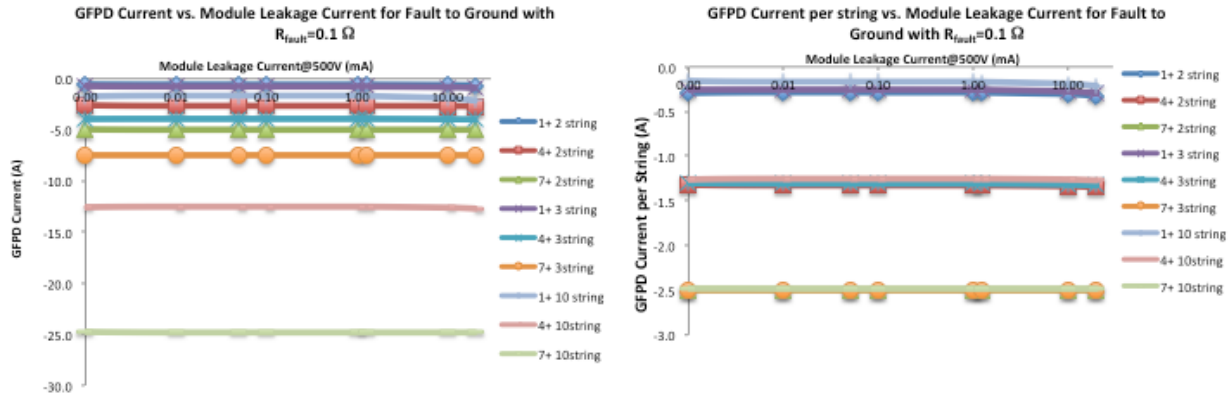 GFPD Current vs. Module Leakage Current for Fault to Ground with
Rfault=0.1 Ω
Module Leakage Current@500V (mA)
0.00 0.01 0.10 1.00 10.00
0.0
-5.0
-10.0
-15.0
-20.0
-25.0
-30.0
GFPD Current (A)
1+ 2 string
4+ 2string
7+ 2string
1+ 3 string
4+ 3string
7+ 3string
1+ 10 string
4+ 10string
7+ 10string
GFPD Current per string vs. Module Leakage Current for Fault to
Ground with Rfault=0.1 Ω
Module Leakage Current@500V (mA)
0.00 0.01 0.10 1.00 10.00
0.0
-0.5
-1.0
-1.5
-2.0
-2.5
-3.0
GFPD Current per String (A)
1+ 2 string
4+ 2string
7+ 2string
1+ 3 string
4+ 3string
7+ 3string
1+ 10 string
4+ 10string
7+ 10string